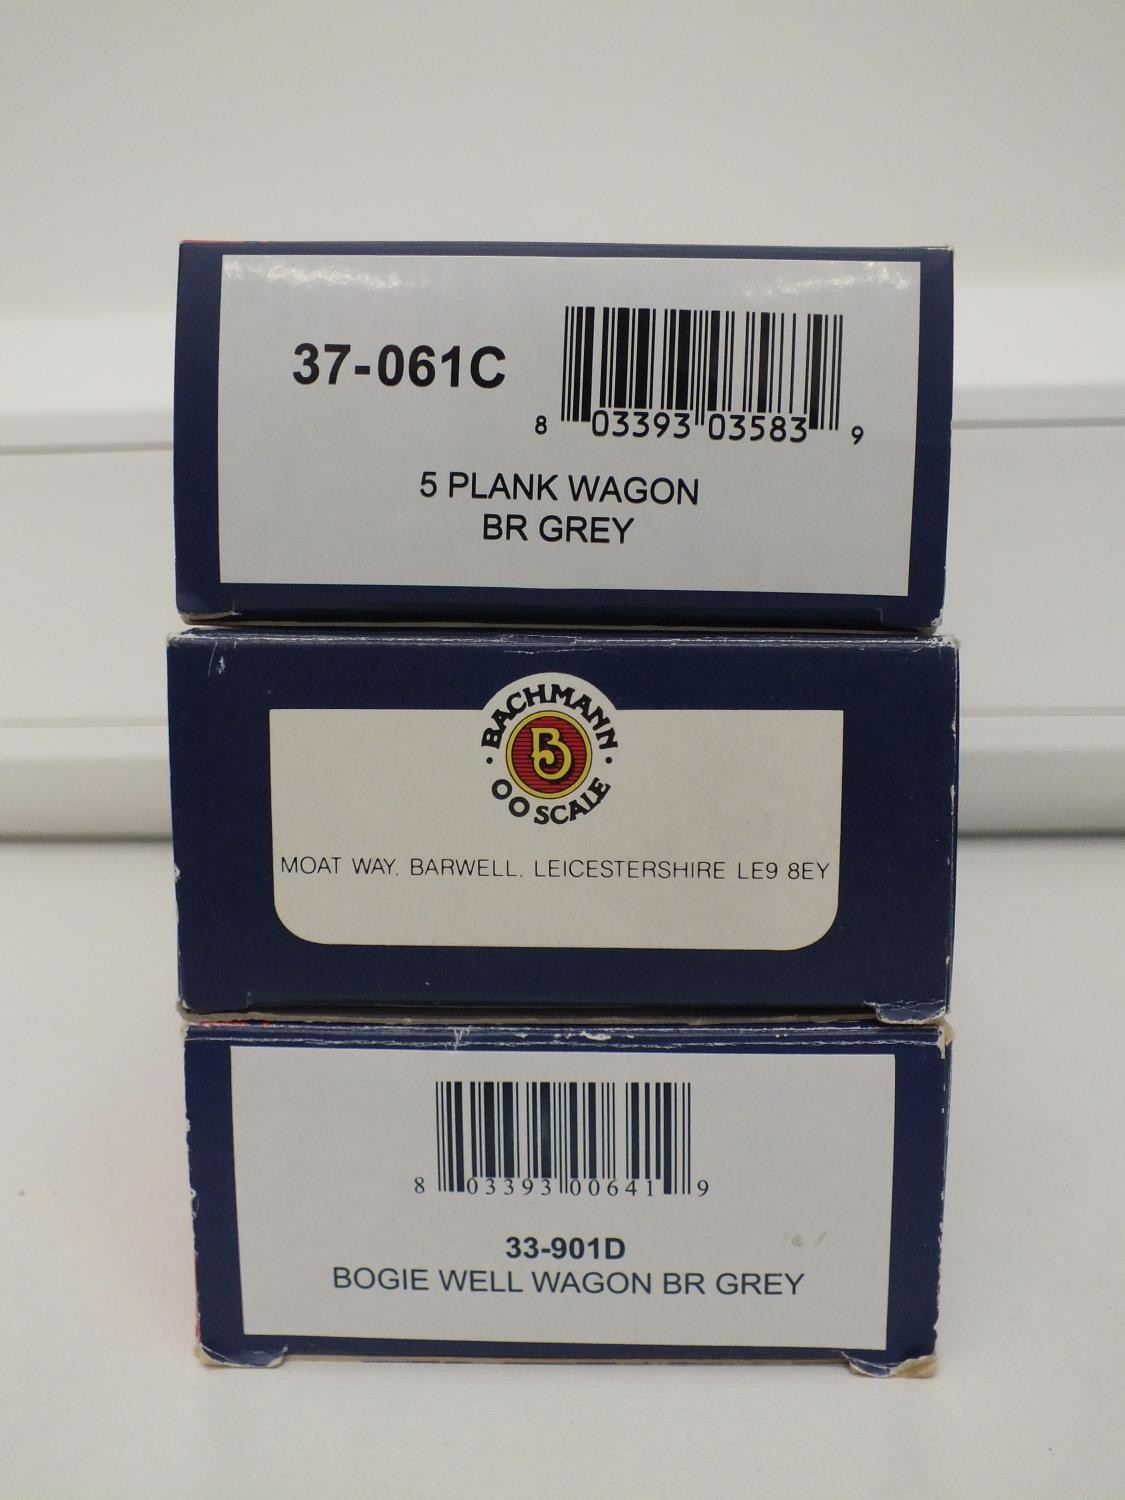 37-061C
8 03393 03583 9
5 PLANK WAGON
BR GREY
BACHMANN
B
OO SCALE
MOAT WAY. BARWELL. LEICESTERSHIRE LE9 8EY
8 03393 00641 9
33-901D
BOGIE WELL WAGON BR GREY